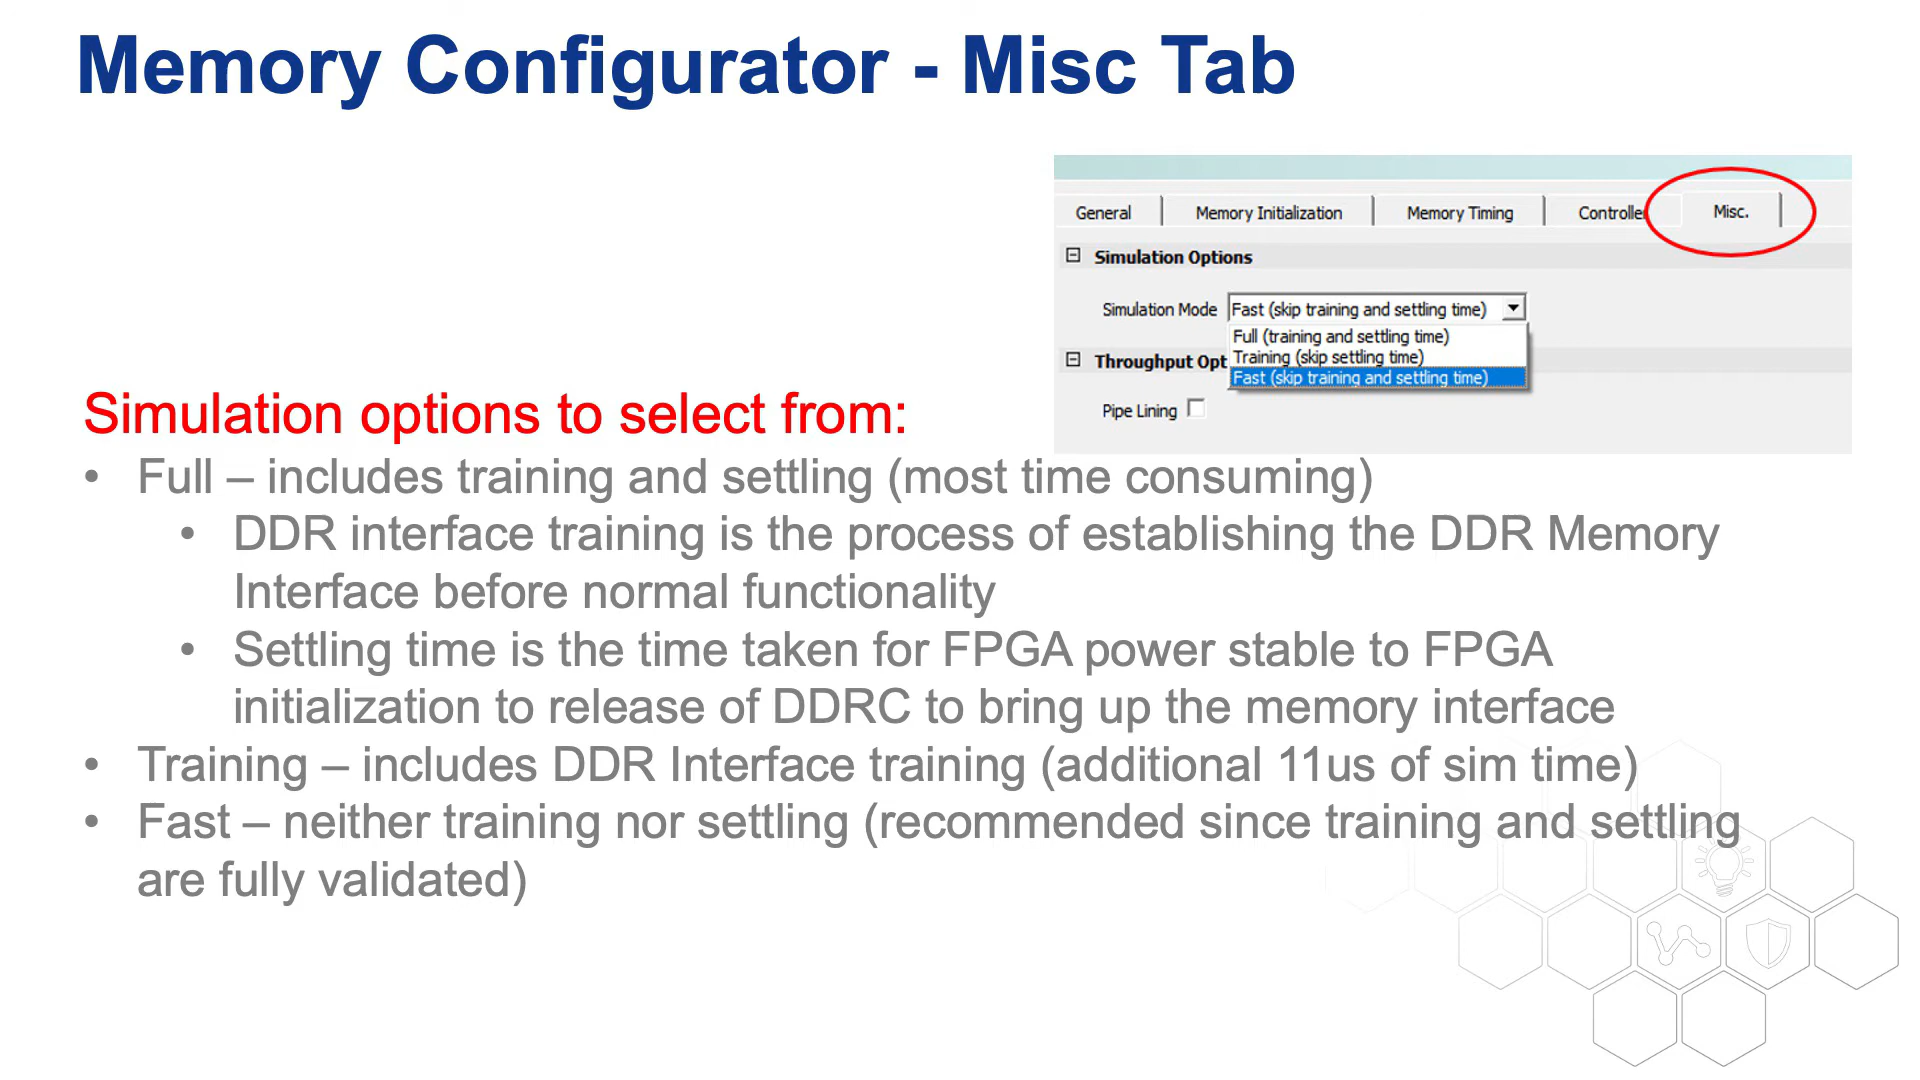 Memory Configurator - Misc Tab
General Memory Initialization Memory Timing Controller Misc.
Simulation Options
Simulation Mode Fast (skip training and settling time)
Full (training and settling time)
Training (skip settling time)
Fast (skip training and settling time)
Throughput Opt
Pipe Lining
Simulation options to select from:
• Full – includes training and settling (most time consuming)
• DDR interface training is the process of establishing the DDR Memory
Interface before normal functionality
• Settling time is the time taken for FPGA power stable to FPGA
initialization to release of DDRC to bring up the memory interface
• Training – includes DDR Interface training (additional 11us of sim time)
• Fast – neither training nor settling (recommended since training and settling
are fully validated)